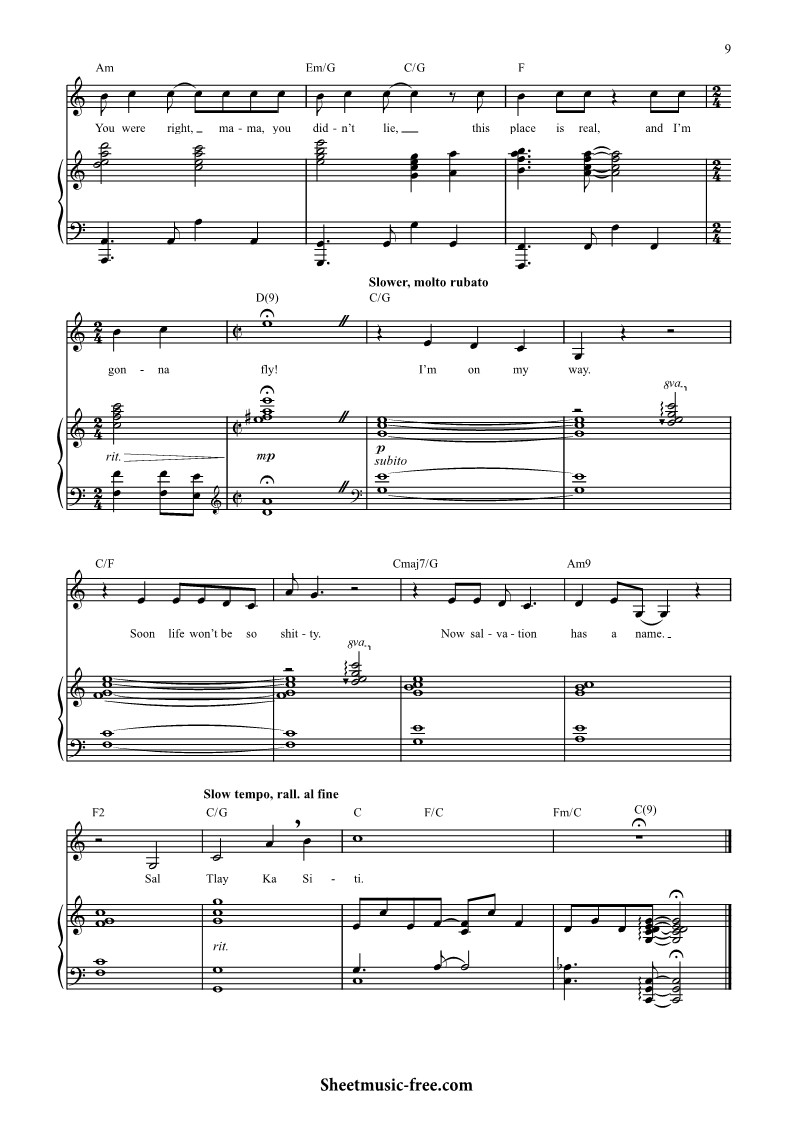 9
Am Em/G C/G F
You were right, _ ma - ma, you did - n't lie, __ this place is real, and I'm
Slower, molto rubato
D(9) C/G
gon - na fly! I'm on my way.
8va
rit. mp p
subito
C/F Cmaj7/G Am9
Soon life won't be so shit - ty. Now sal - va - tion has a name. _
8va
Slow tempo, rall. al fine
F2 C/G C F/C Fm/C C(9)
Sal Tlay Ka Si - ti.
rit.
Sheetmusic-free.com